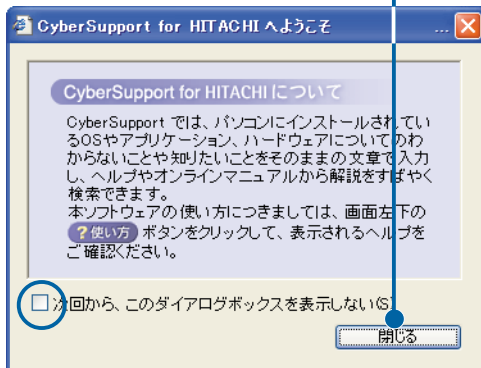 CyberSupport for HITACHI へようこそ ...
CyberSupport for HITACHI について
CyberSupport では、パソコンにインストールされてい
るOSやアプリケーション、ハードウェアについてのわ
からないことや知りたいことをそのままの文章で入力
し、ヘルプやオンラインマニュアルから解説をすばやく
検索できます。
本ソフトウェアの使い方につきましては、画面左下の
?使い方 ボタンをクリックして、表示されるヘルプを
ご確認ください。
次回から、このダイアログボックスを表示しない(S)
閉じる